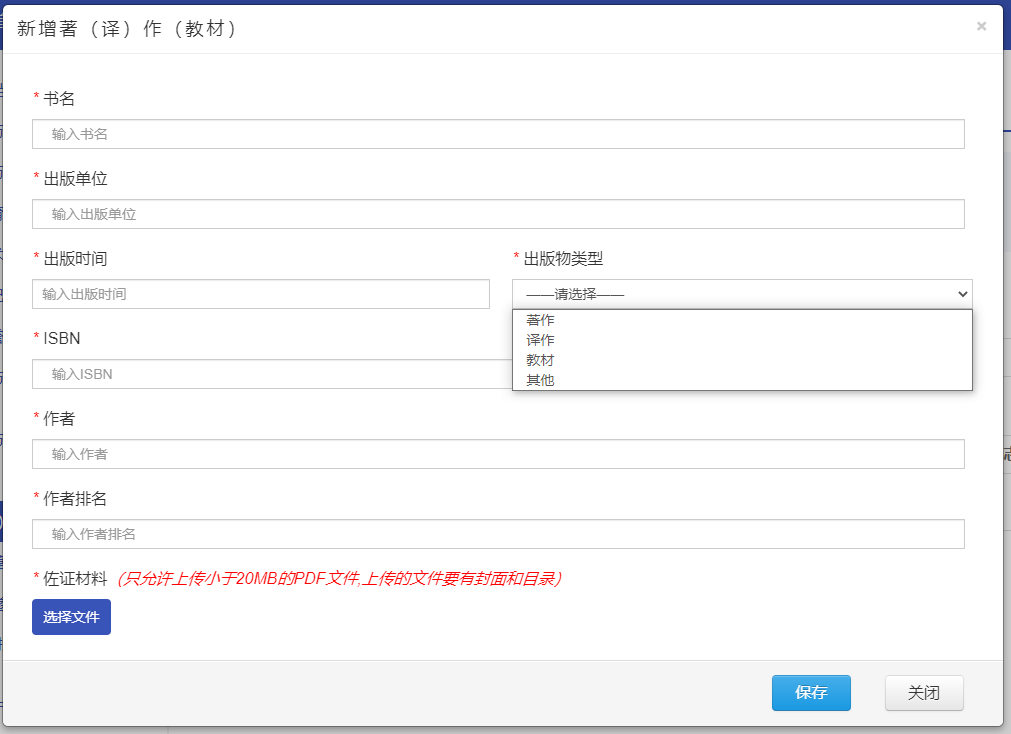 新增著（译）作（教材）
×
* 书名
输入书名
* 出版单位
输入出版单位
* 出版时间
* 出版物类型
输入出版时间
——请选择——
著作
译作
教材
其他
* ISBN
输入ISBN
* 作者
输入作者
* 作者排名
输入作者排名
* 佐证材料 (只允许上传小于20MB的PDF文件,上传的文件要有封面和目录)
选择文件
保存
关闭